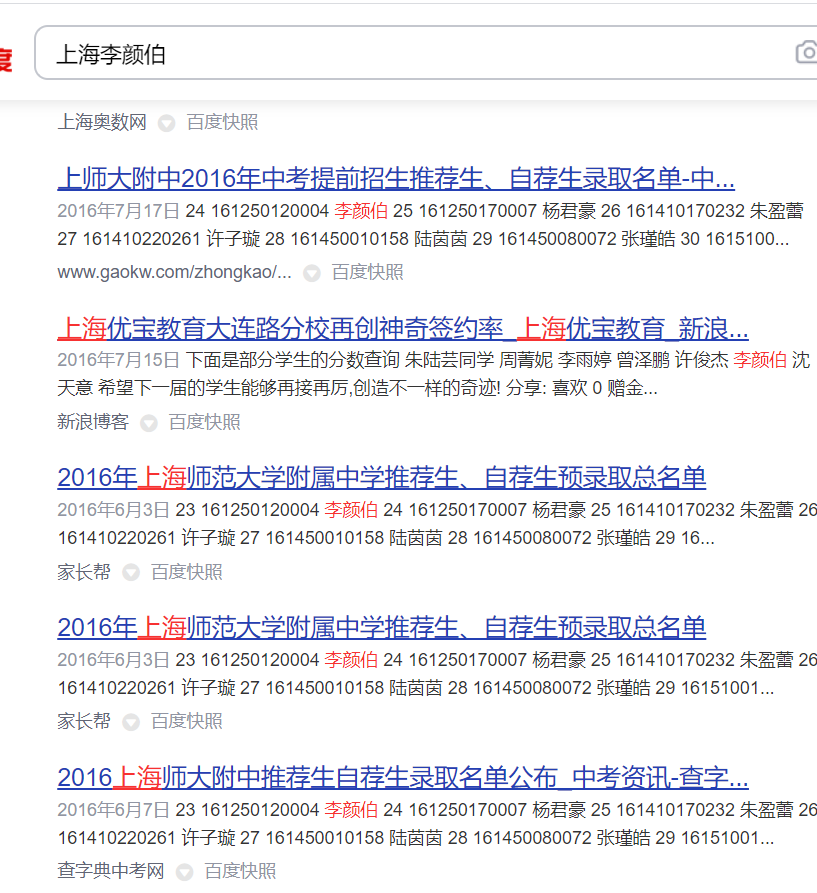 度
上海李颜伯
上海奥数网 百度快照
上师大附中2016年中考提前招生推荐生、自荐生录取名单-中...
2016年7月17日 24 161250120004 李颜伯 25 161250170007 杨君豪 26 161410170232 朱盈蕾
27 161410220261 许子璇 28 161450010158 陆茵茵 29 161450080072 张瑾皓 30 1615100...
www.gaokw.com/zhongkao/... 百度快照
上海优宝教育大连路分校再创神奇签约率_上海优宝教育_新浪...
2016年7月15日 下面是部分学生的分数查询 朱陆芸同学 周菁妮 李雨婷 曾泽鹏 许俊杰 李颜伯 沈
天意 希望下一届的学生能够再接再厉,创造不一样的奇迹! 分享: 喜欢 0 赠金...
新浪博客 百度快照
2016年上海师范大学附属中学推荐生、自荐生预录取总名单
2016年6月3日 23 161250120004 李颜伯 24 161250170007 杨君豪 25 161410170232 朱盈蕾 26
161410220261 许子璇 27 161450010158 陆茵茵 28 161450080072 张瑾皓 29 16...
家长帮 百度快照
2016年上海师范大学附属中学推荐生、自荐生预录取总名单
2016年6月3日 23 161250120004 李颜伯 24 161250170007 杨君豪 25 161410170232 朱盈蕾 26
161410220261 许子璇 27 161450010158 陆茵茵 28 161450080072 张瑾皓 29 16151001...
家长帮 百度快照
2016上海师大附中推荐生自荐生录取名单公布_中考资讯-查字...
2016年6月7日 23 161250120004 李颜伯 24 161250170007 杨君豪 25 161410170232 朱盈蕾 26
161410220261 许子璇 27 161450010158 陆茵茵 28 161450080072 张瑾皓 29 16151001...
查字典中考网 百度快照